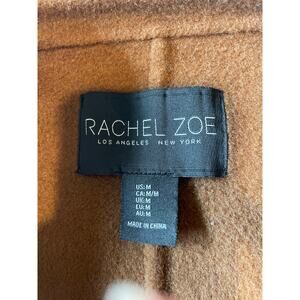 RACHEL ZOE
LOS ANGELES NEW YORK
US:M
CA:M/M
UK:M
EU:M
AU:M
MADE IN CHINA